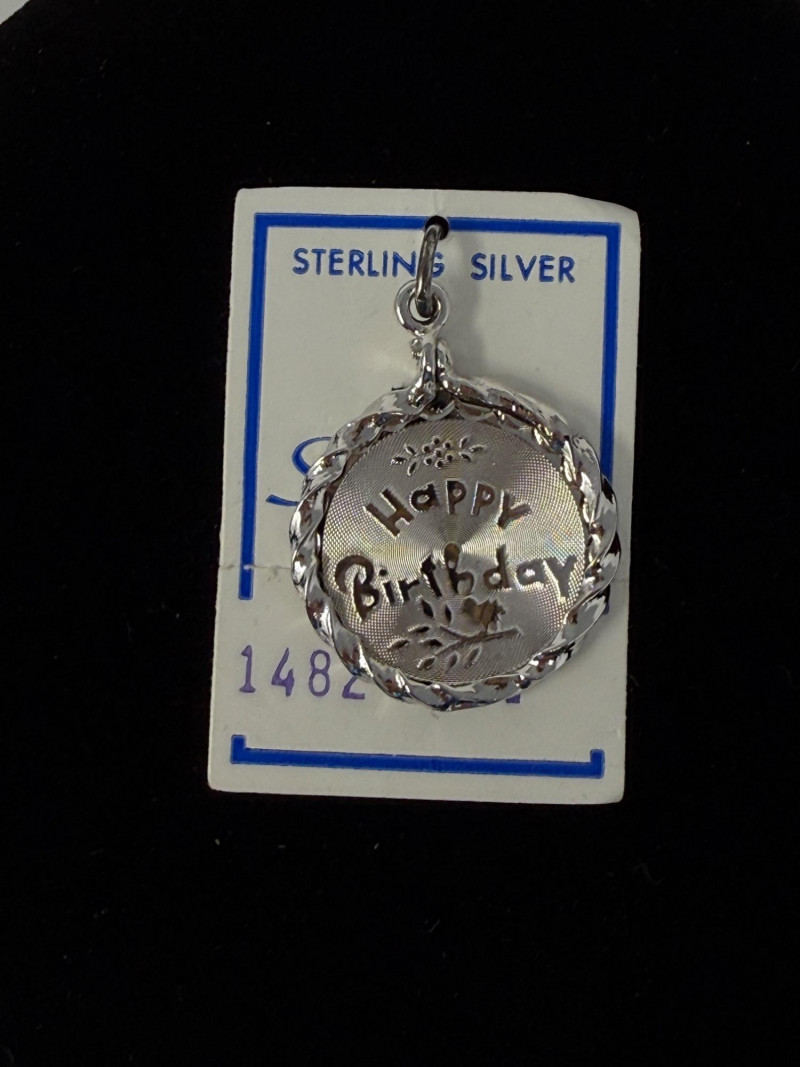 STERLING SILVER
Happy
Birthday
1482